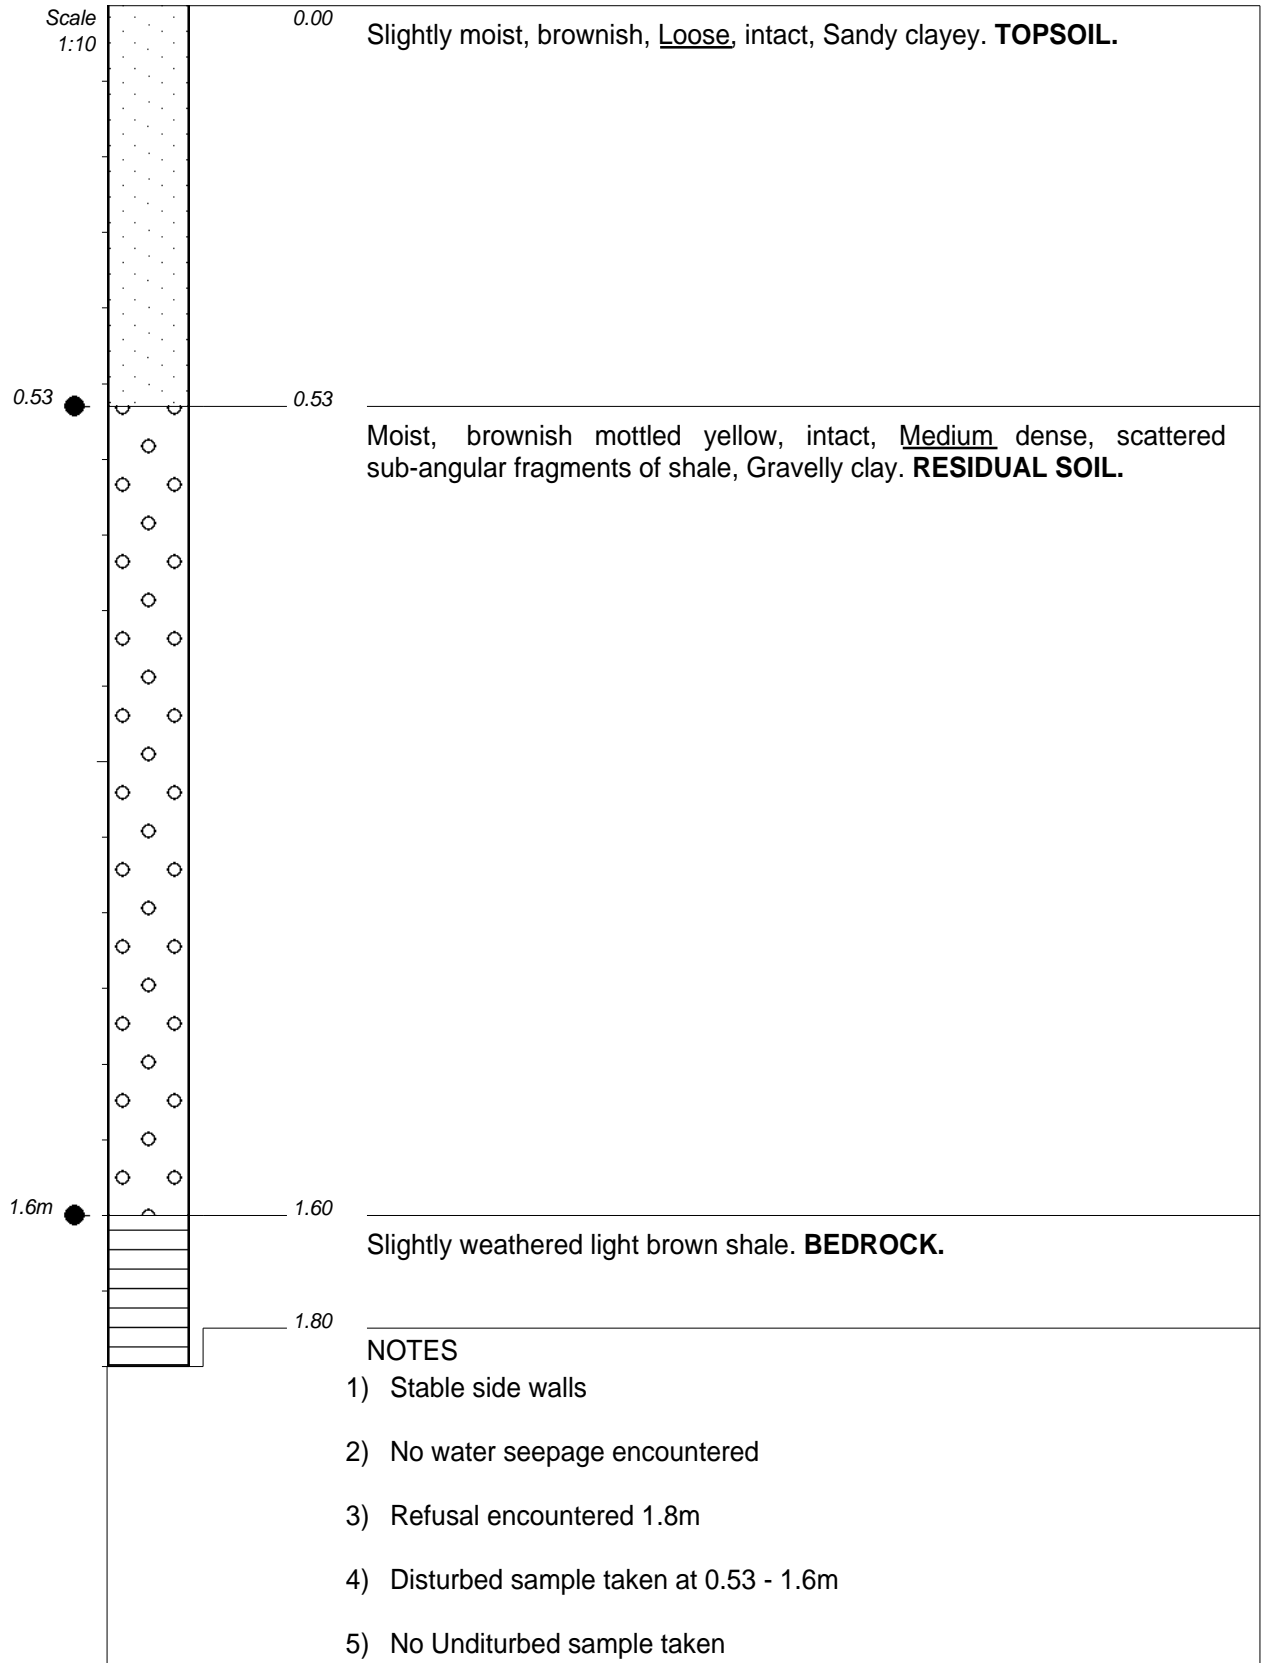 Scale
1:10
0.00
Slightly moist, brownish, Loose, intact, Sandy clayey. TOPSOIL.
0.53
0.53
Moist, brownish mottled yellow, intact, Medium dense, scattered
sub-angular fragments of shale, Gravelly clay. RESIDUAL SOIL.
1.6m
1.60
Slightly weathered light brown shale. BEDROCK.
1.80
NOTES
1) Stable side walls
2) No water seepage encountered
3) Refusal encountered 1.8m
4) Disturbed sample taken at 0.53 - 1.6m
5) No Unditurbed sample taken